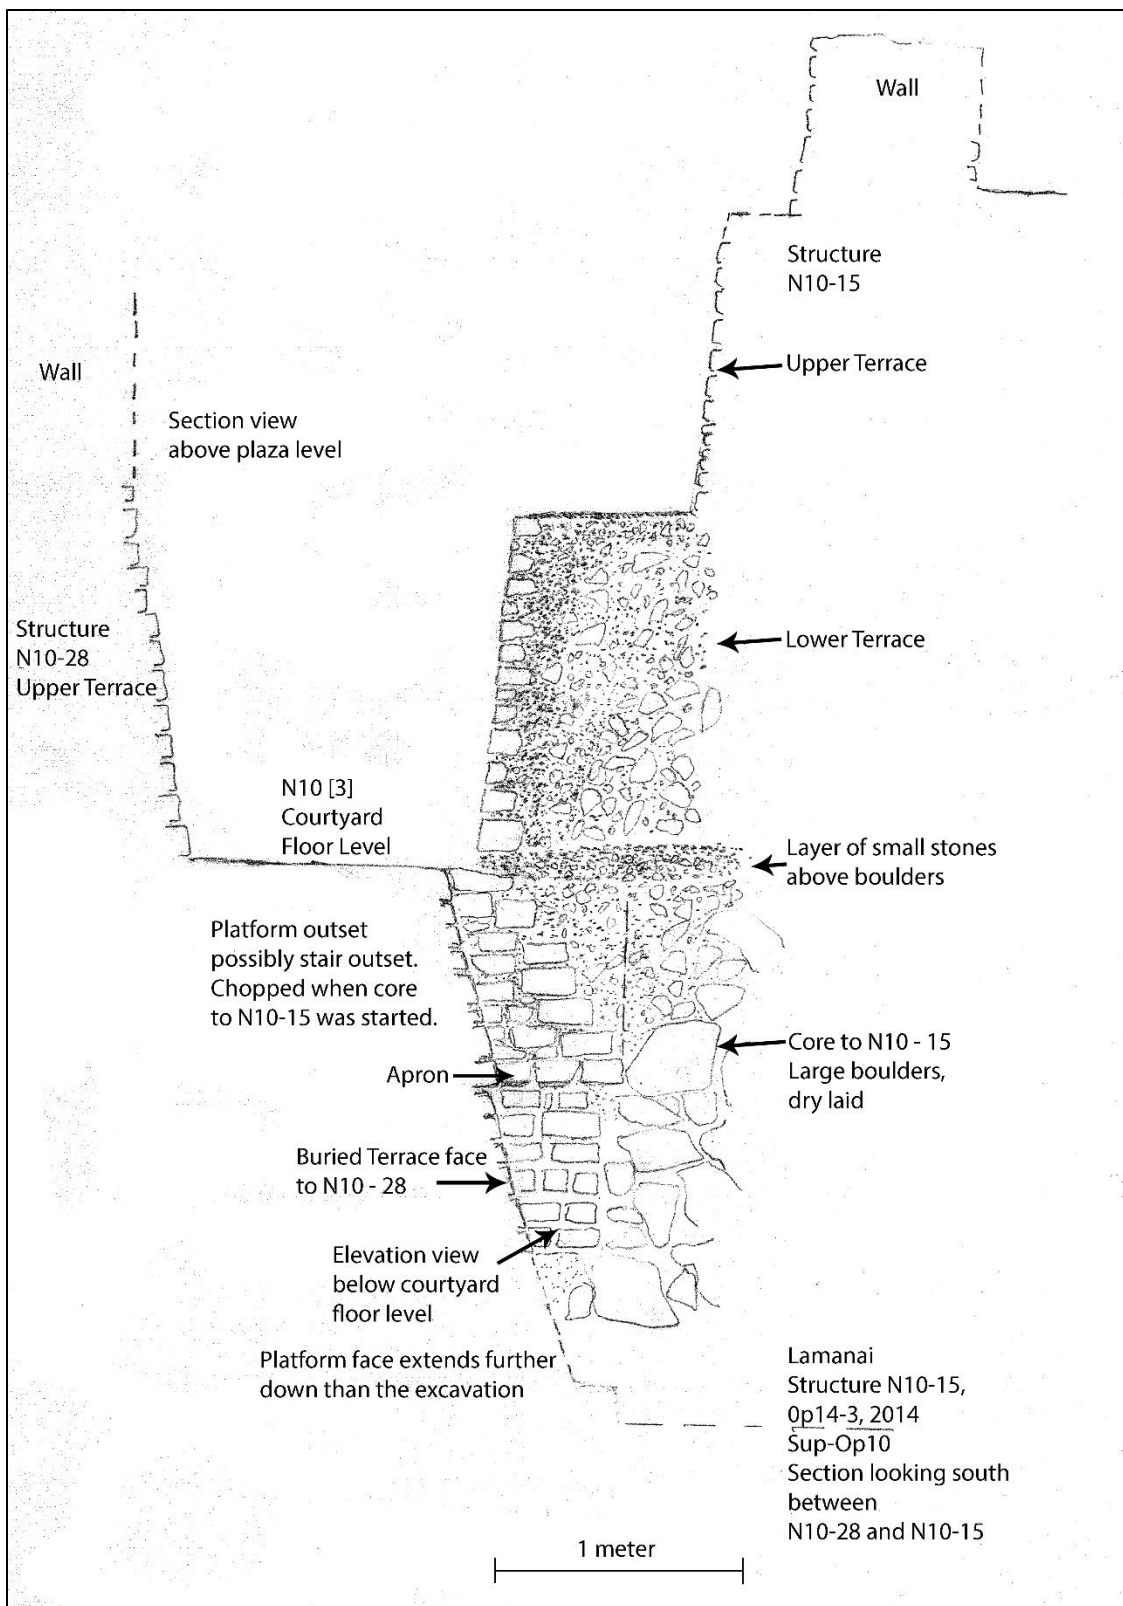 Wall
Structure
N10-15
Upper Terrace
Wall
Section view
above plaza level
Structure
N10-28
Upper Terrace
Lower Terrace
N10 [3]
Courtyard
Floor Level
Layer of small stones
above boulders
Platform outset
possibly stair outset.
Chopped when core
to N10-15 was started.
Core to N10 - 15
Large boulders,
dry laid
Apron
Buried Terrace face
to N10 - 28
Elevation view
below courtyard
floor level
Platform face extends further
down than the excavation
Lamanai
Structure N10-15,
0p14-3, 2014
Sup-Op10
Section looking south
between
N10-28 and N10-15
1 meter